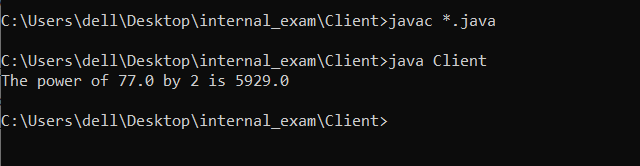 C:\Users\dell\Desktop\internal_exam\Client>javac *.java
C:\Users\dell\Desktop\internal_exam\Client>java Client
The power of 77.0 by 2 is 5929.0
C:\Users\dell\Desktop\internal_exam\Client>